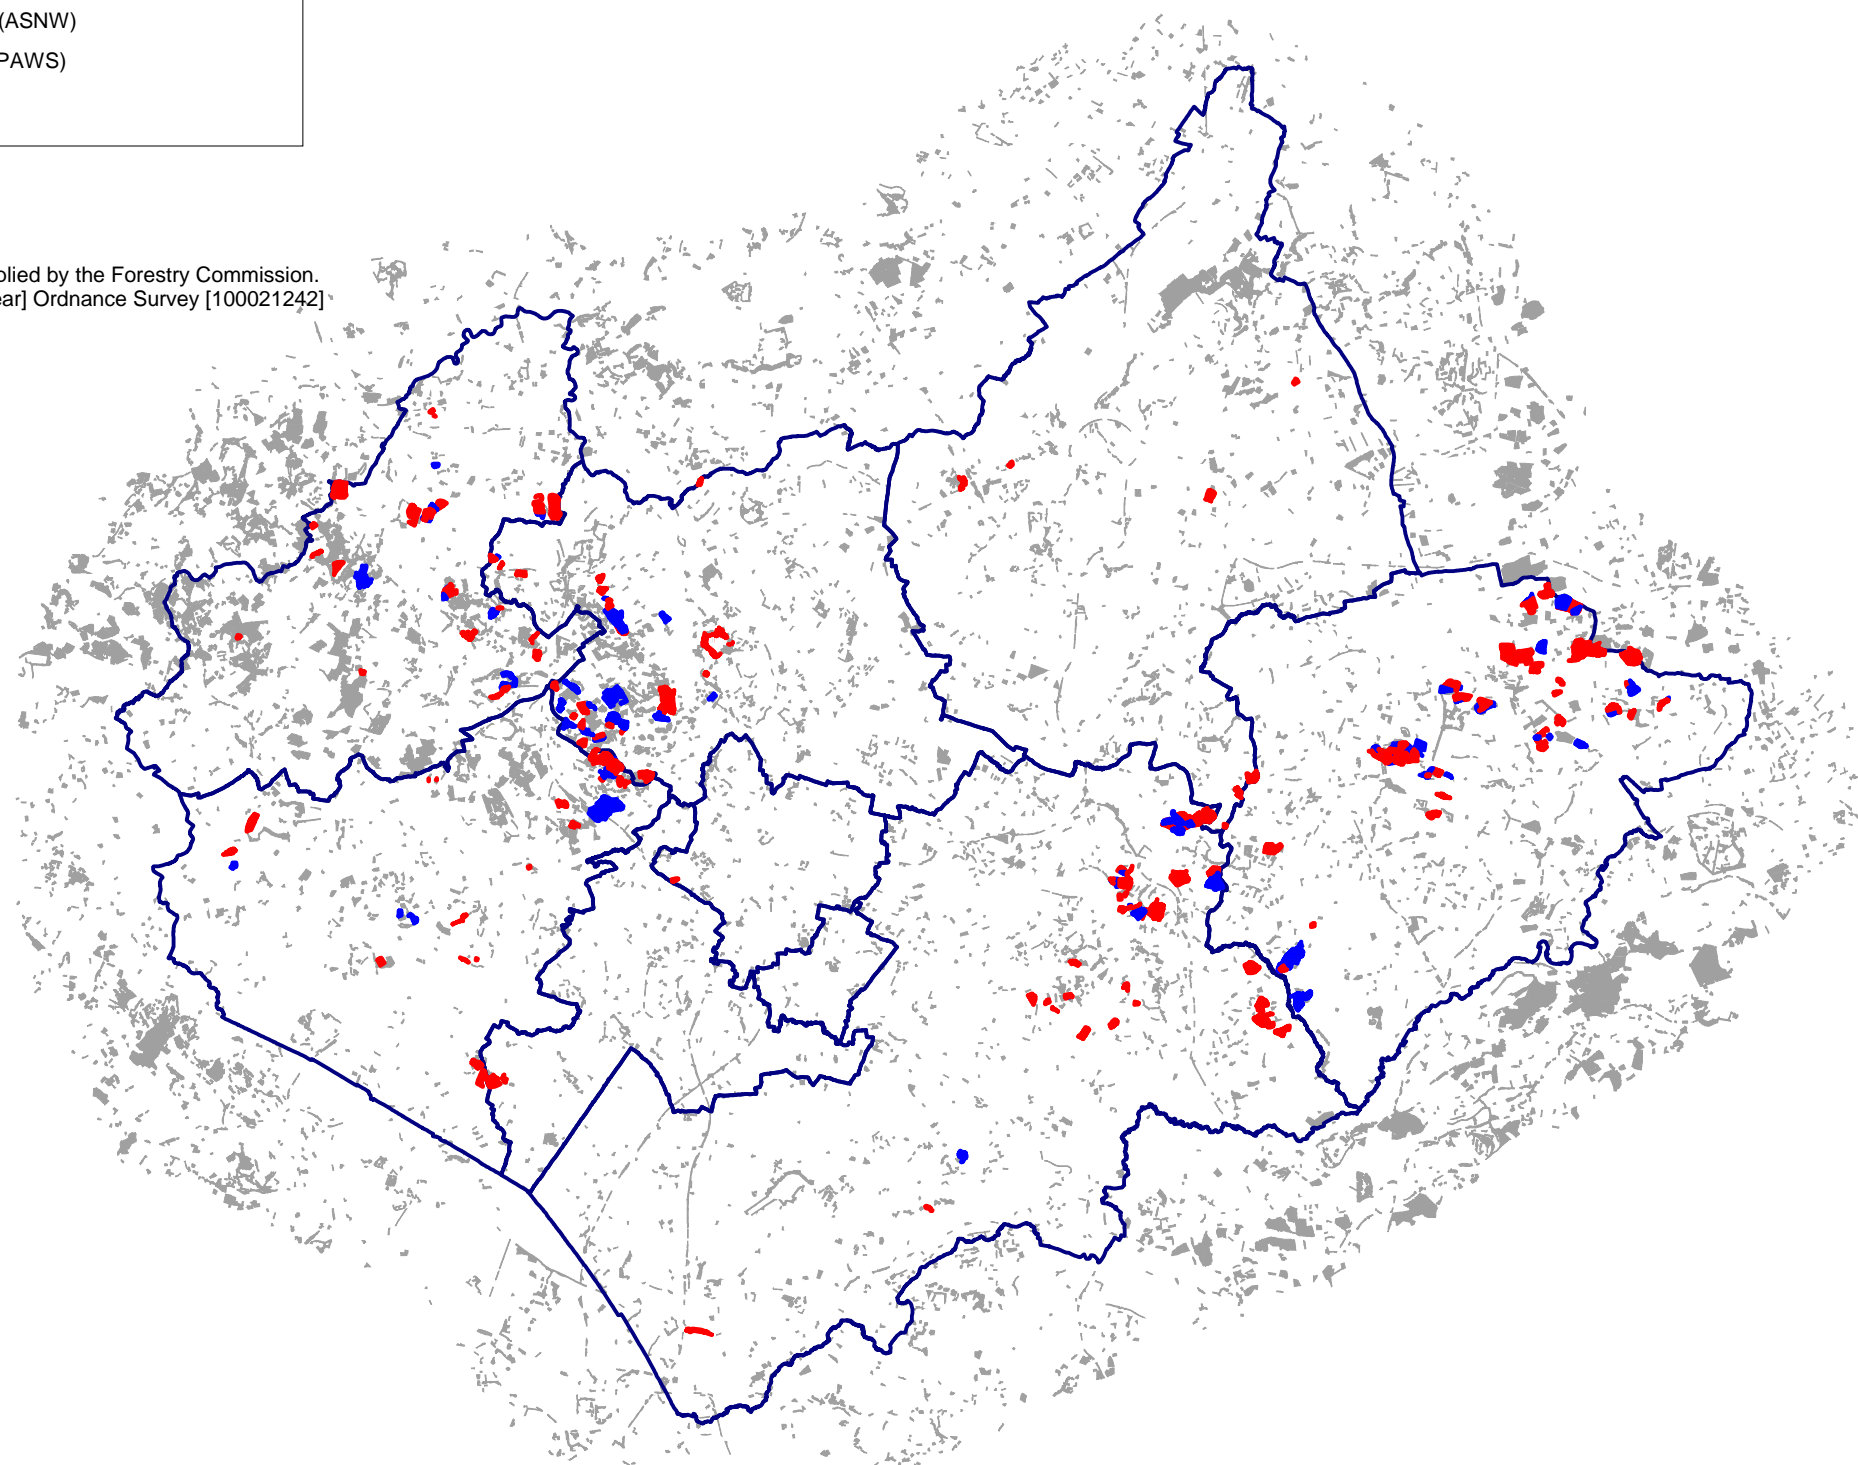 (ASNW)
PAWS)
plied by the Forestry Commission.
ear] Ordnance Survey [100021242]